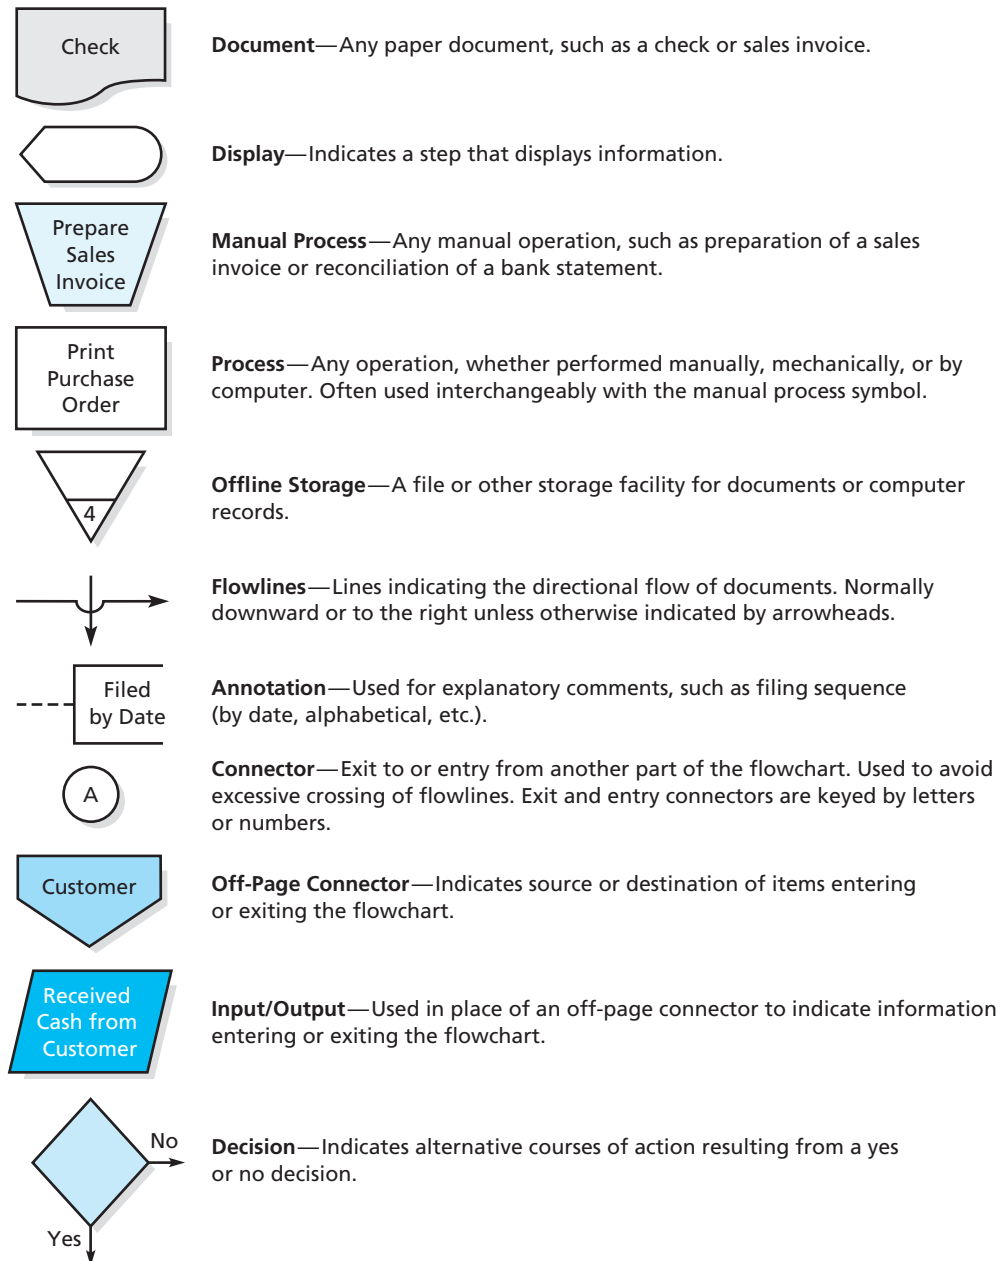 Check
Document—Any paper document, such as a check or sales invoice.
Display—Indicates a step that displays information.
Prepare
Sales
Invoice
Manual Process—Any manual operation, such as preparation of a sales
invoice or reconciliation of a bank statement.
Print
Purchase
Order
Process—Any operation, whether performed manually, mechanically, or by
computer. Often used interchangeably with the manual process symbol.
4
Offline Storage—A file or other storage facility for documents or computer
records.
Flowlines—Lines indicating the directional flow of documents. Normally
downward or to the right unless otherwise indicated by arrowheads.
Filed
by Date
Annotation—Used for explanatory comments, such as filing sequence
(by date, alphabetical, etc.).
A
Connector—Exit to or entry from another part of the flowchart. Used to avoid
excessive crossing of flowlines. Exit and entry connectors are keyed by letters
or numbers.
Customer
Off-Page Connector—Indicates source or destination of items entering
or exiting the flowchart.
Received
Cash from
Customer
Input/Output—Used in place of an off-page connector to indicate information
entering or exiting the flowchart.
No
Yes
Decision—Indicates alternative courses of action resulting from a yes
or no decision.